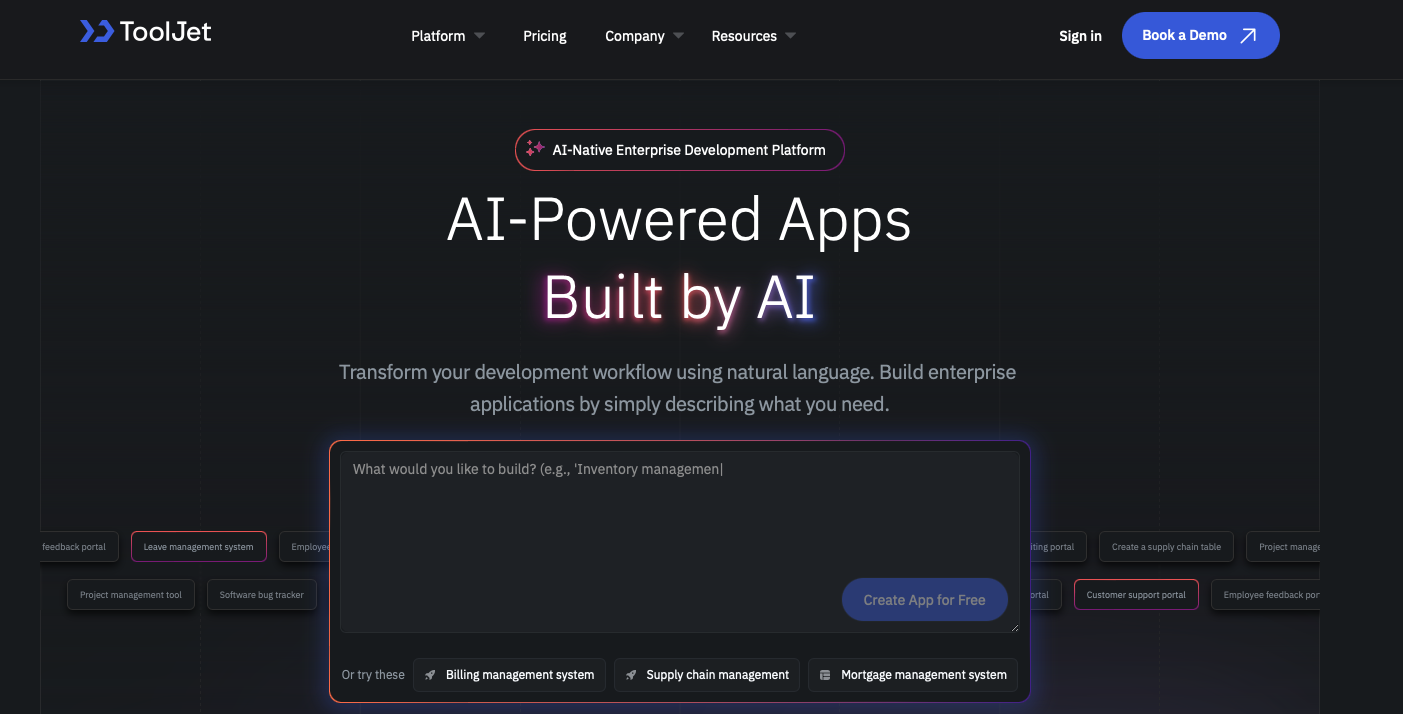 ToolJet
Platform
Pricing
Company
Resources
Sign in
Book a Demo
AI-Native Enterprise Development Platform
AI-Powered Apps
Built by AI
Transform your development workflow using natural language. Build enterprise
applications by simply describing what you need.
What would you like to build? (e.g., 'Inventory managemen|
feedback portal
Leave management system
Employee
iting portal
Create a supply chain table
Project manage
Project management tool
Software bug tracker
ortal
Customer support portal
Employee feedback por
Create App for Free
Or try these
Billing management system
Supply chain management
Mortgage management system